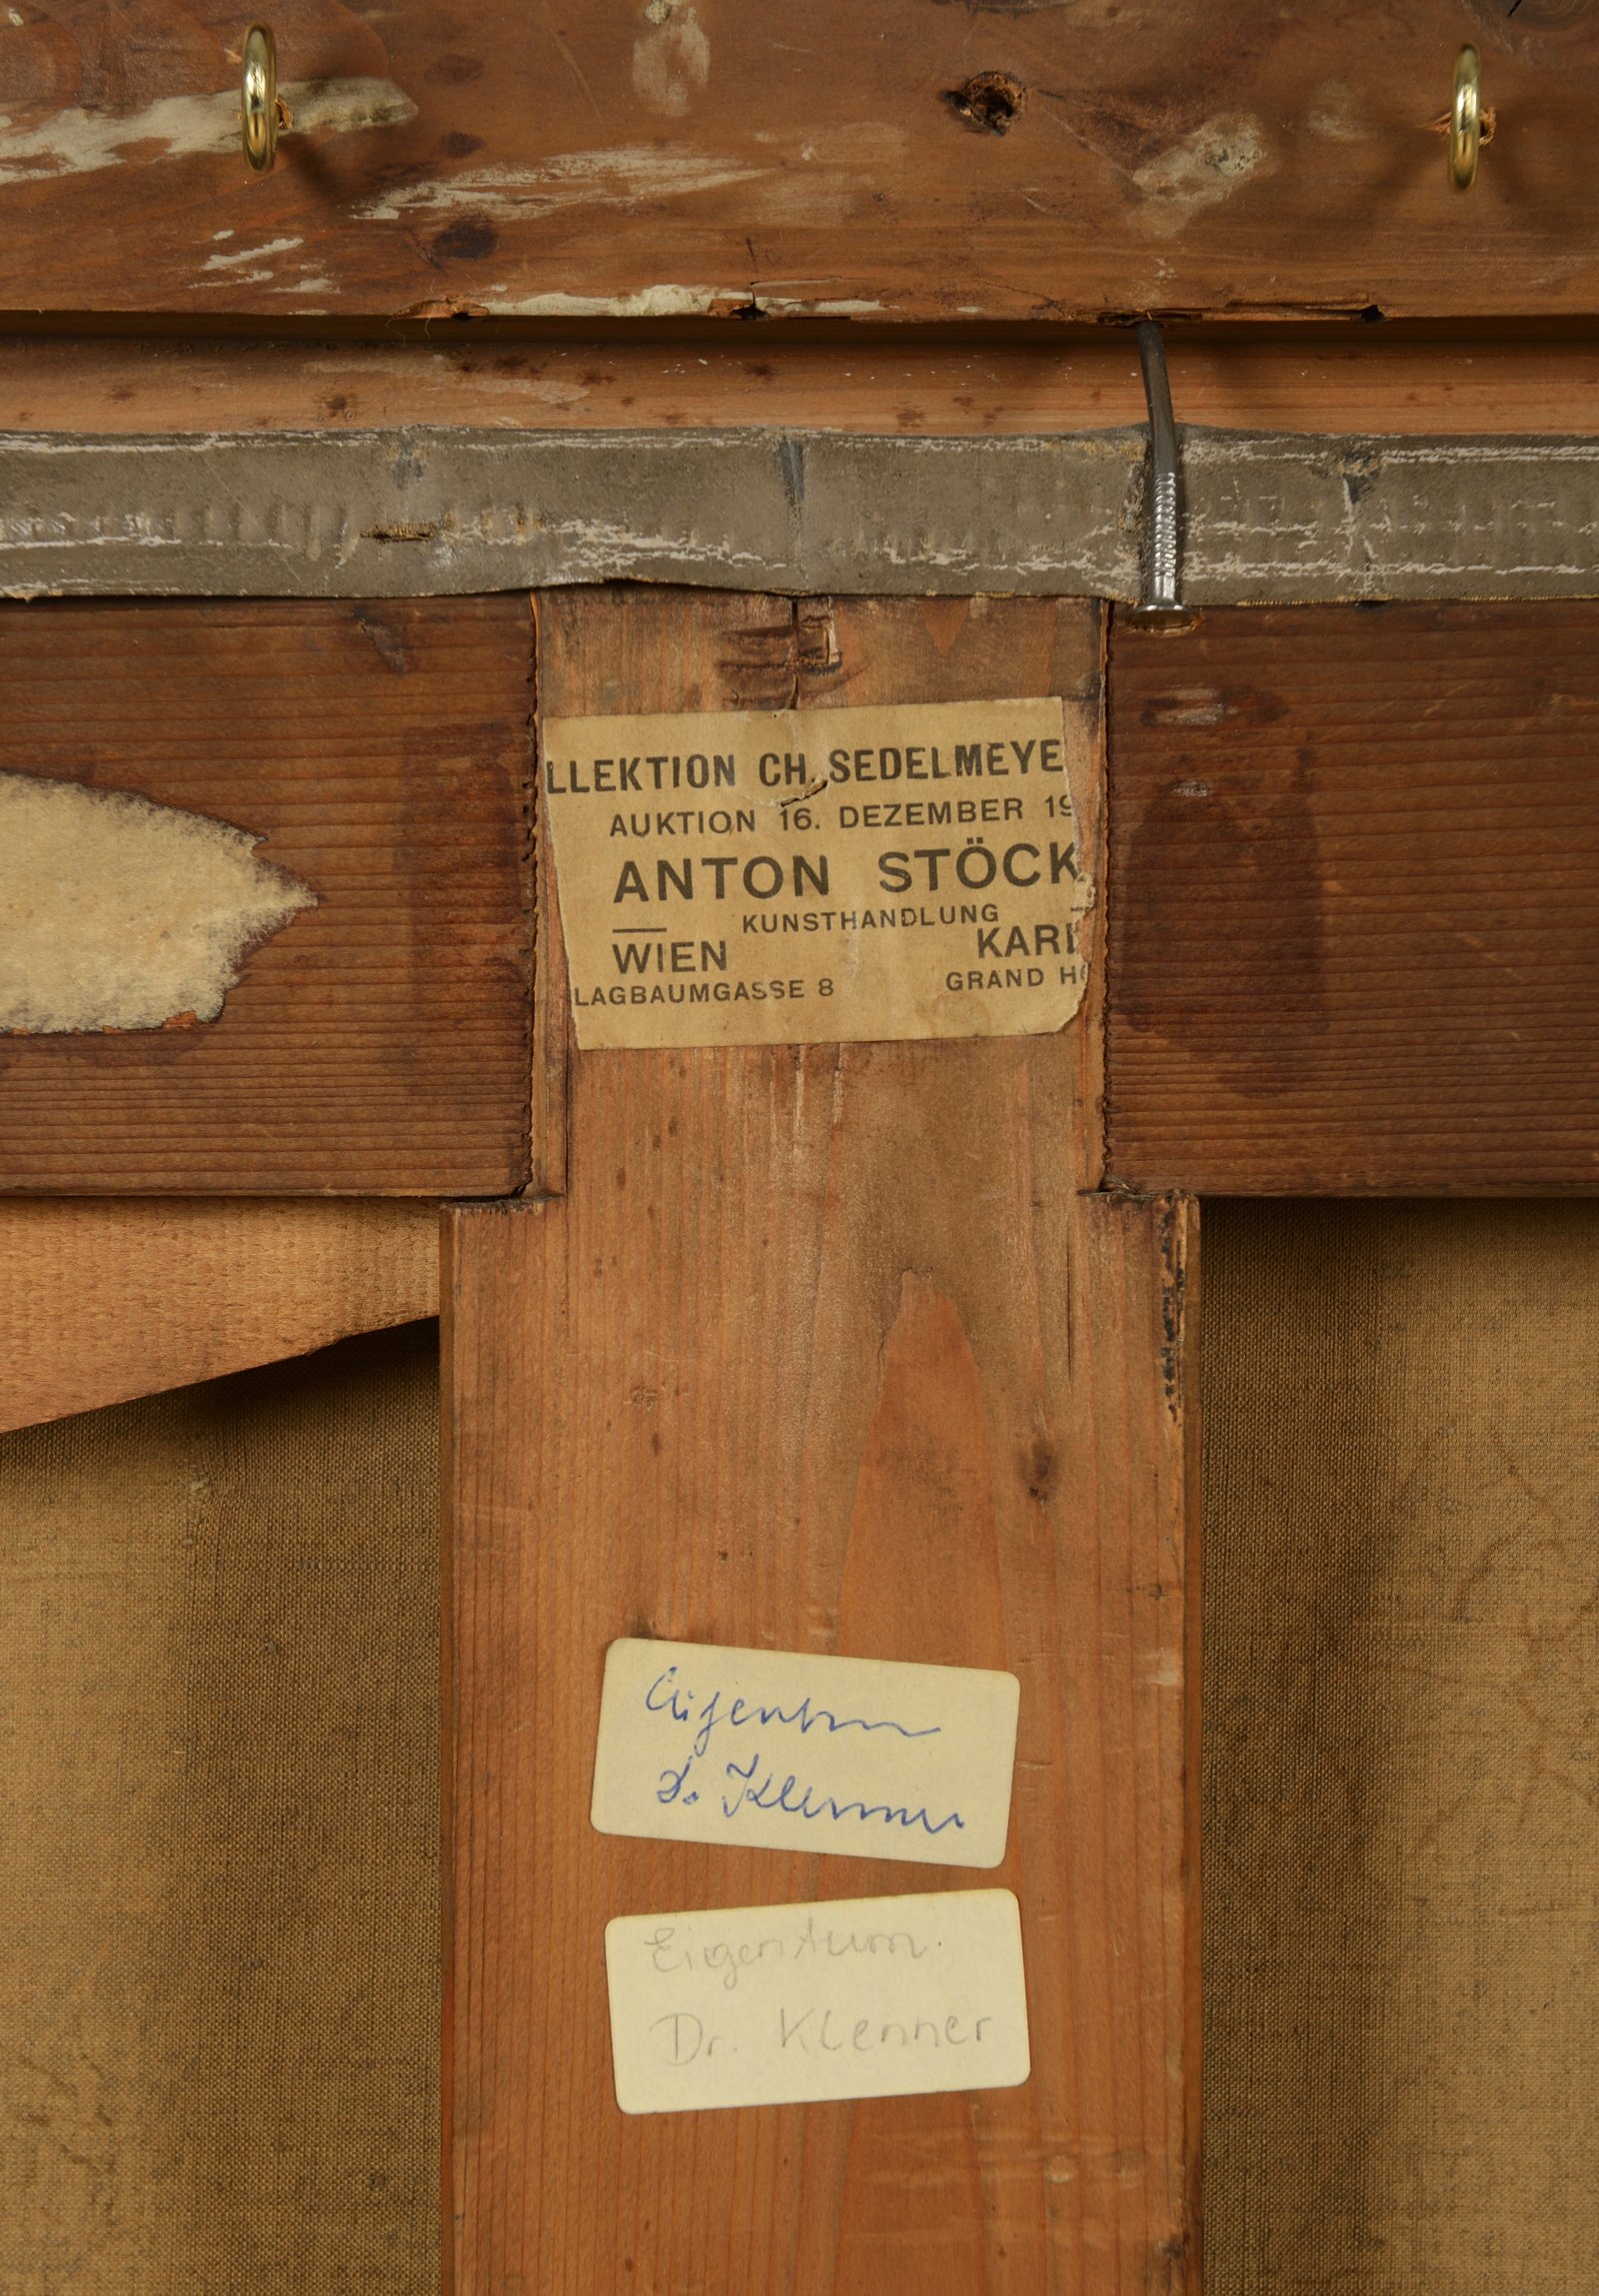 LLEKTION CH. SEDELMEYE
AUKTION 16. DEZEMBER 19
ANTON STÖCK
KUNSTHANDLUNG
WIEN KARL
LAGBAUMGASSE 8 GRAND HO
Eigentum
Dr. Klenner
Eigentum.
Dr. Klenner